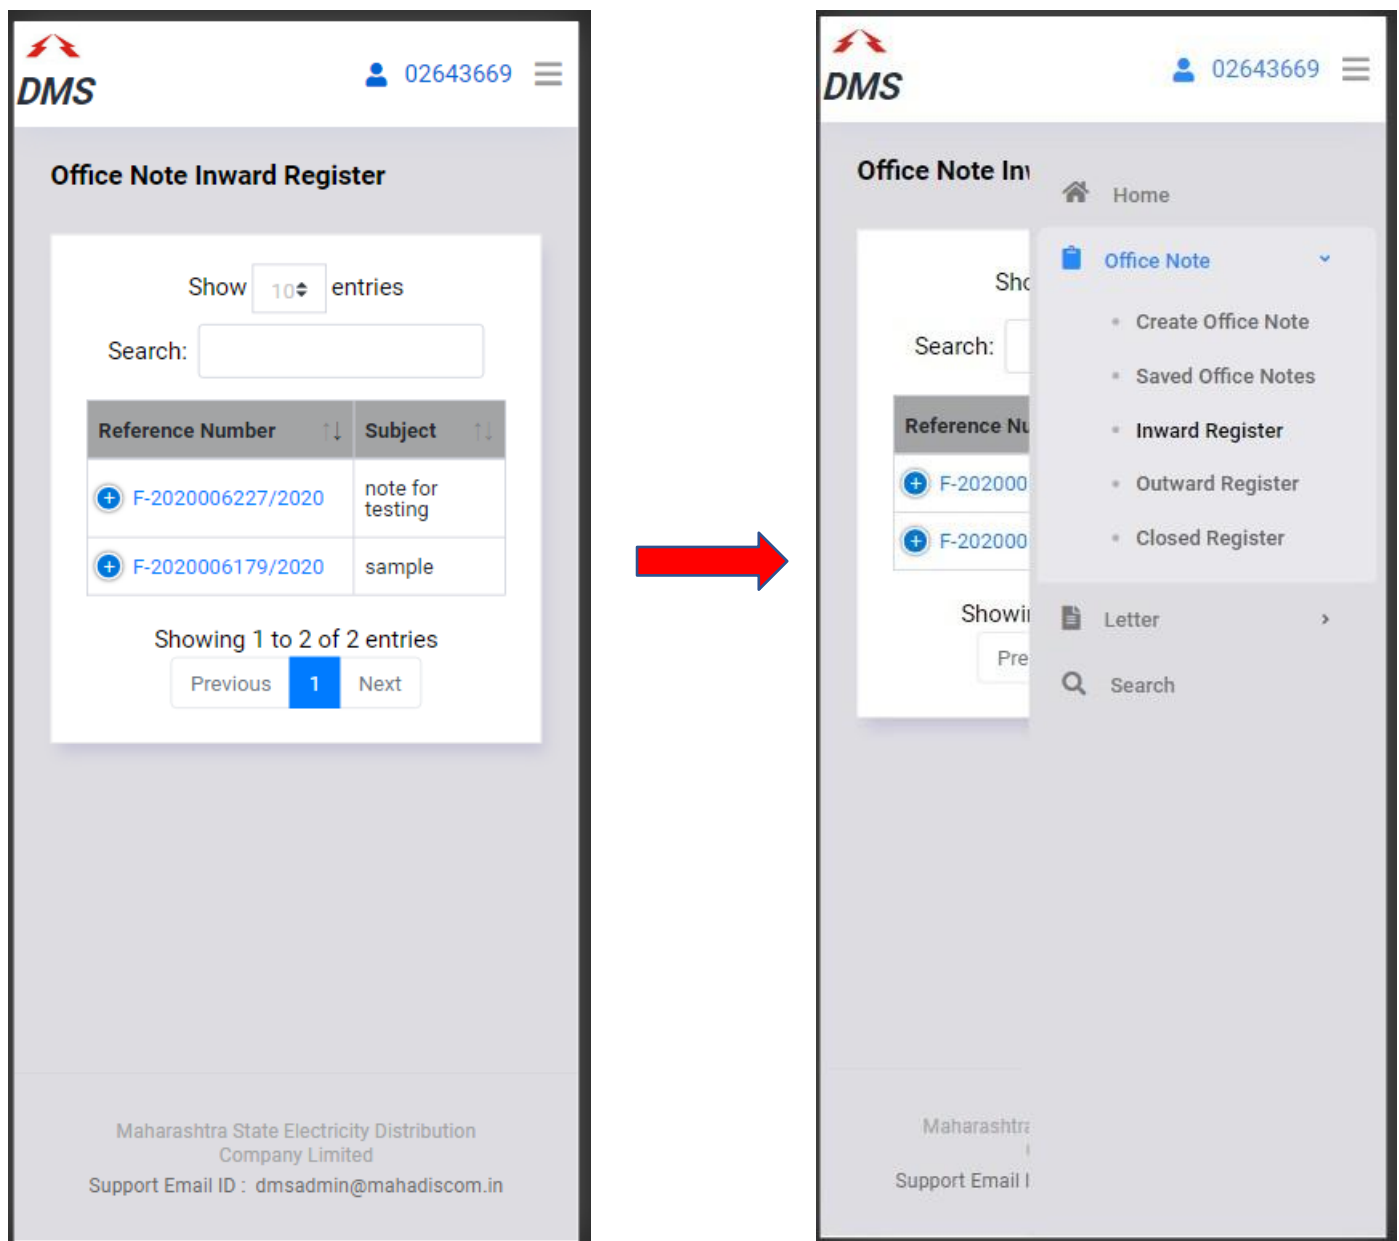 DMS
02643669
Office Note Inward Register
Show 10 entries
Search:
Reference Number Subject
F-2020006227/2020 note for
testing
F-2020006179/2020 sample
Showing 1 to 2 of 2 entries
Previous 1 Next
Maharashtra State Electricity Distribution
Company Limited
Support Email ID : dmsadmin@mahadiscom.in
DMS
02643669
Office Note Inw
Home
Office Note
Sho
Create Office Note
Search:
Saved Office Notes
Reference Nu
Inward Register
F-202000
Outward Register
F-202000
Closed Register
Showi
Letter
Pre
Search
Maharashtra
Support Email I